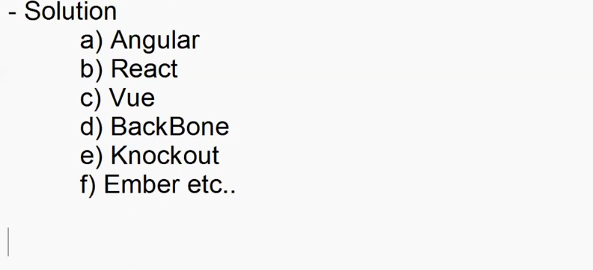 - Solution
a) Angular
b) React
c) Vue
d) BackBone
e) Knockout
f) Ember etc..